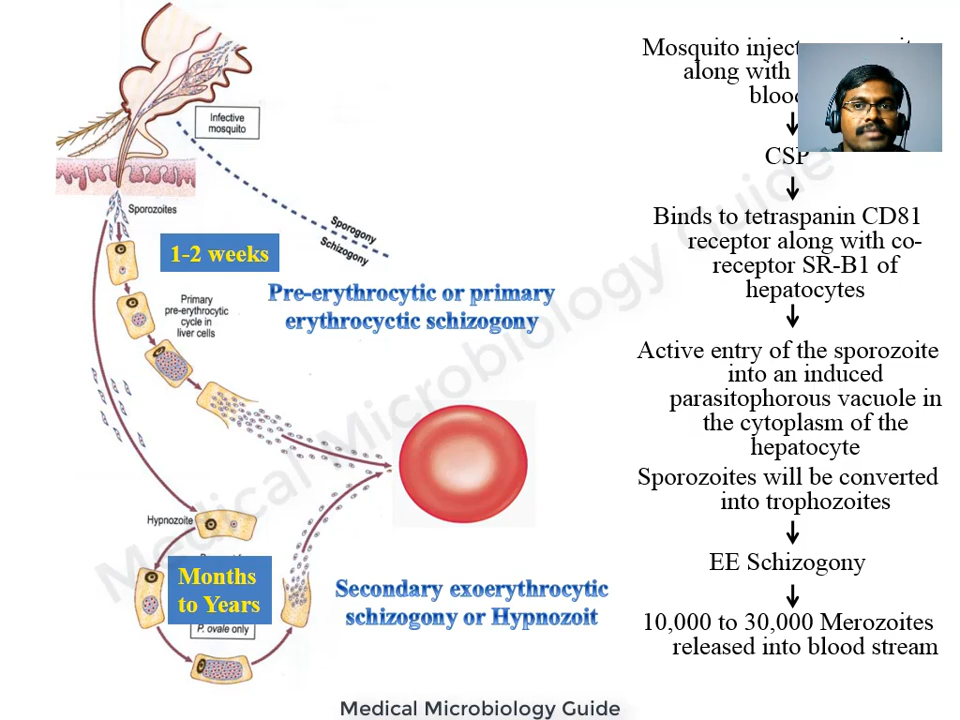 Mosquito
along with
blood
CSP
Binds to tetraspanin CD81
receptor along with co-
receptor SR-B1 of
hepatocytes
Active entry of the sporozoite
into an induced
parasitophorous vacuole in
the cytoplasm of the
hepatocyte
Sporozoites will be converted
into trophozoites
EE Schizogony
10,000 to 30,000 Merozoites
released into blood stream
Infective
mosquito
Sporozoites
Sporogony
Schizogony
1-2 weeks
Pre-erythrocytic or primary
erythrocyctic schizogony
Primary
pre-erythrocytic
cycle in
liver cells
Hypnozoite
Months
to Years
P. ovale only
Secondary exoerythrocytic
schizogony or Hypnozoit
Medical Microbiology Guide
Medical Microbiology Guide